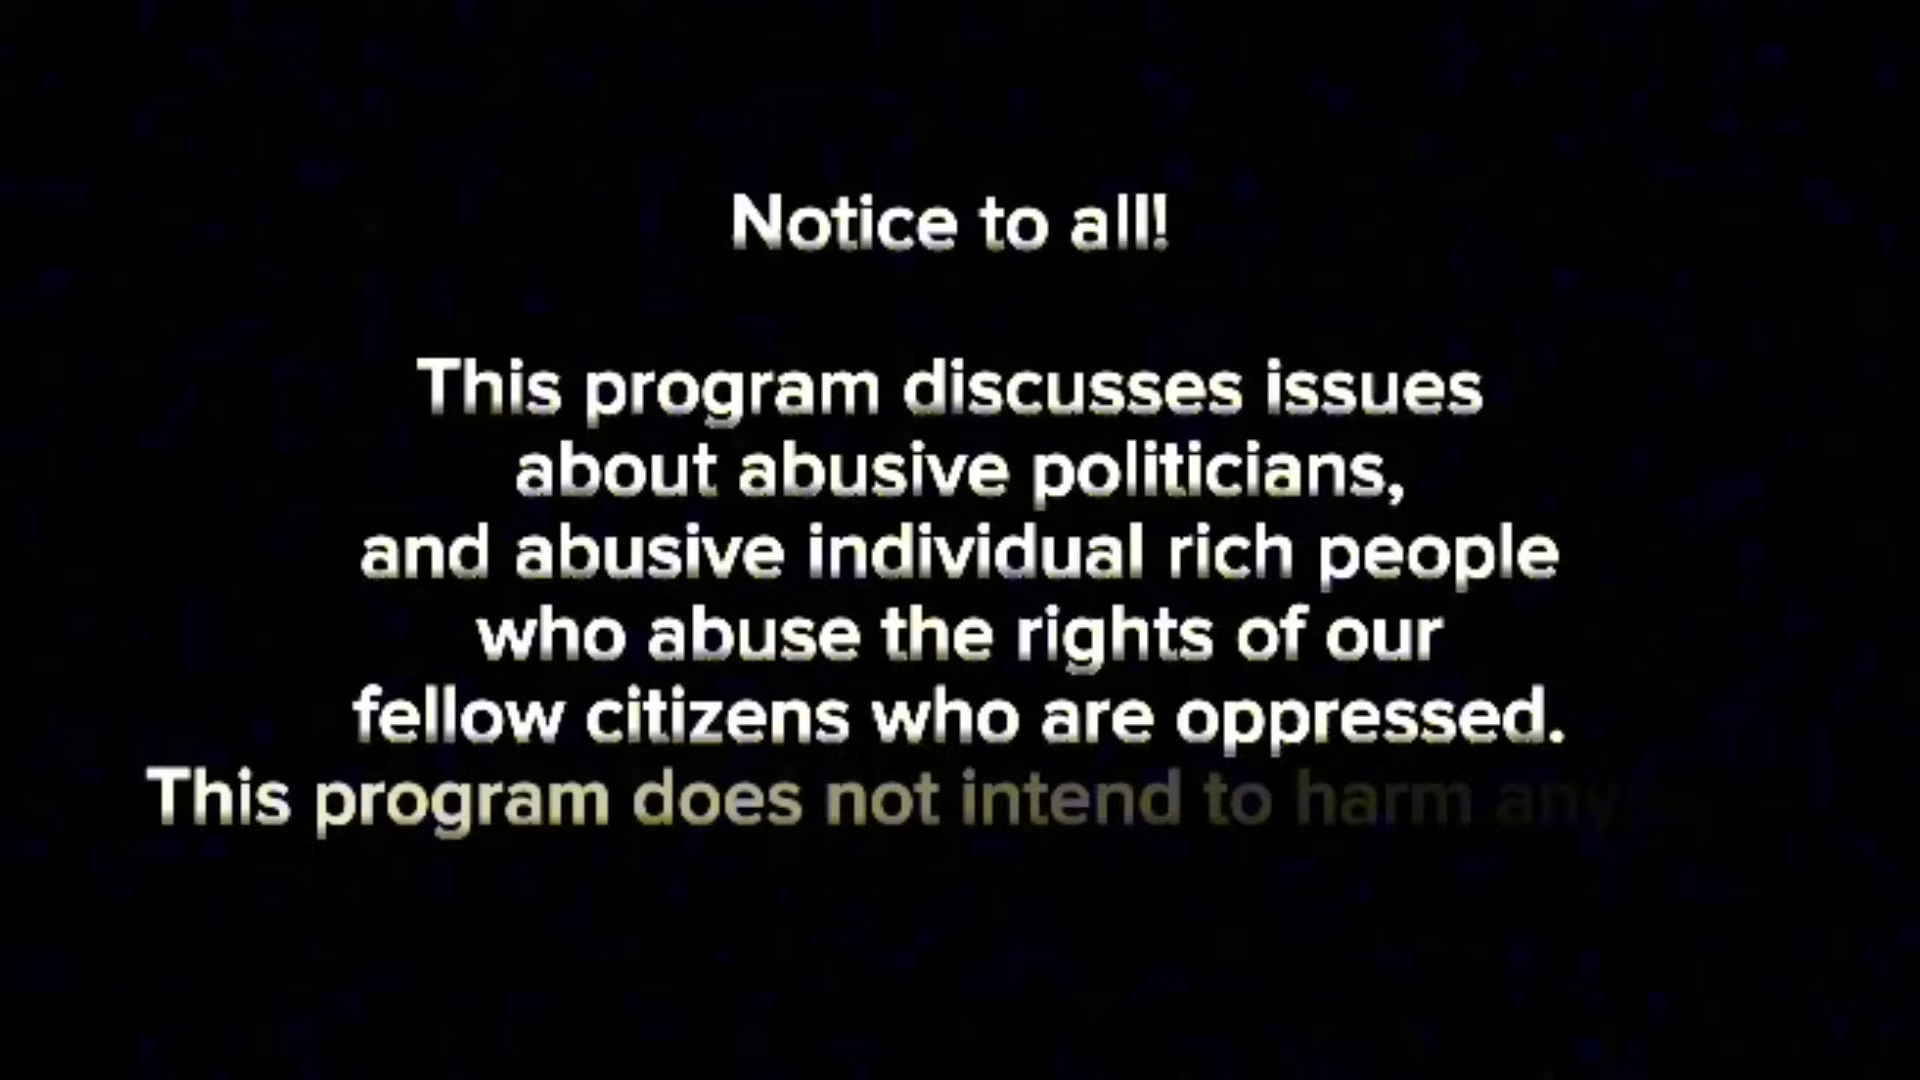 Notice to all!
This program discusses issues
about abusive politicians,
and abusive individual rich people
who abuse the rights of our
fellow citizens who are oppressed.
This program does not intend to harm any